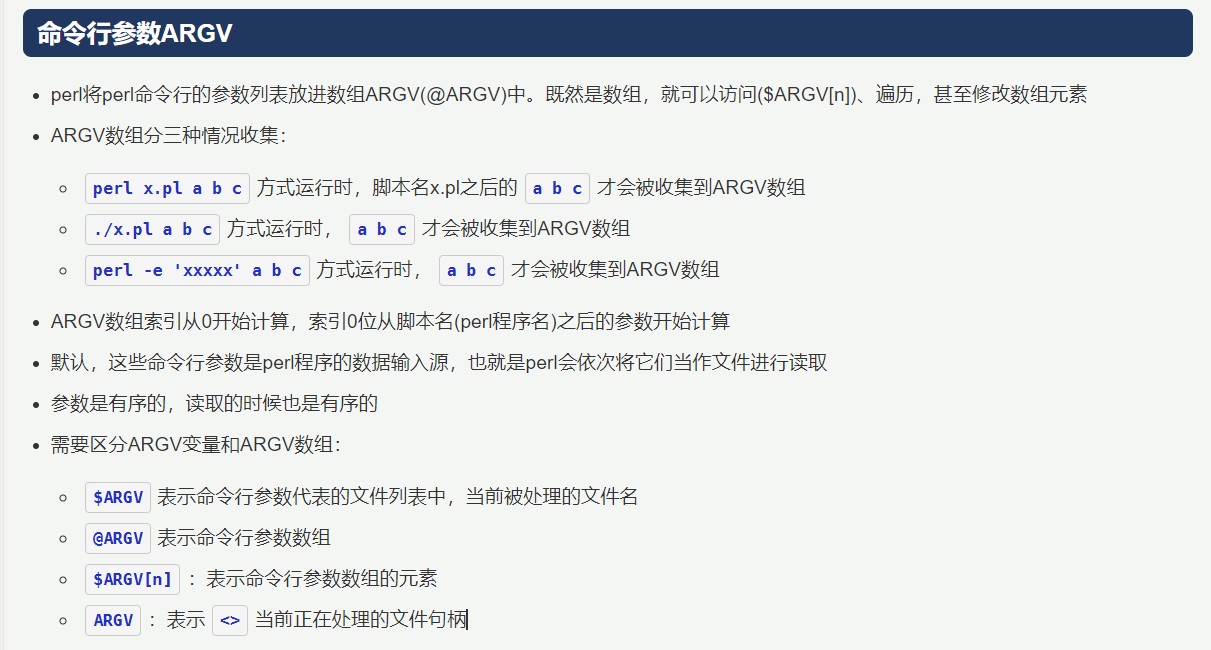 命令行参数ARGV
perl将perl命令行的参数列表放进数组ARGV(@ARGV)中。既然是数组，就可以访问($ARGV[n])、遍历，甚至修改数组元素
ARGV数组分三种情况收集：
perl x.pl a b c 方式运行时，脚本名x.pl之后的 a b c 才会被收集到ARGV数组
./x.pl a b c 方式运行时， a b c 才会被收集到ARGV数组
perl -e 'xxxxx' a b c 方式运行时， a b c 才会被收集到ARGV数组
ARGV数组索引从0开始计算，索引0位从脚本名(perl程序名)之后的参数开始计算
默认，这些命令行参数是perl程序的数据输入源，也就是perl会依次将它们当作文件进行读取
参数是有序的，读取的时候也是有序的
需要区分ARGV变量和ARGV数组：
$ARGV 表示命令行参数代表的文件列表中，当前被处理的文件名
@ARGV 表示命令行参数数组
$ARGV[n] ：表示命令行参数数组的元素
ARGV ：表示 <> 当前正在处理的文件句柄